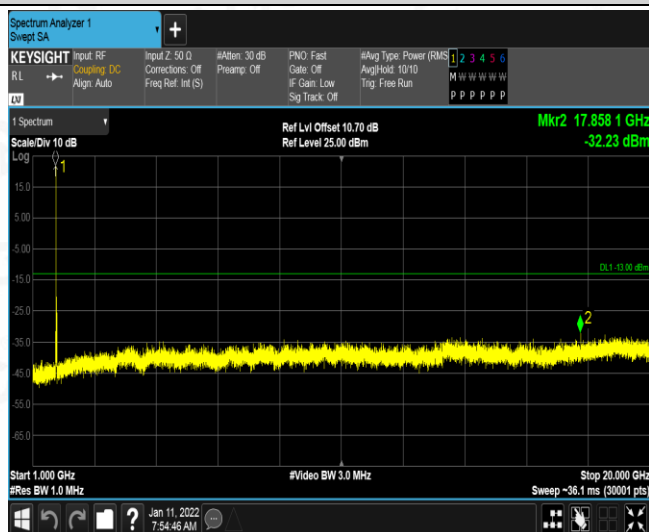 Spectrum Analyzer 1
Swept SA
KEYSIGHT
RL
LXI
Input: RF
Coupling: DC
Align: Auto
Input Z: 50 Ω
Corrections: Off
Freq Ref: Int (S)
#Atten: 30 dB
Preamp: Off
PNO: Fast
Gate: Off
IF Gain: Low
Sig Track: Off
#Avg Type: Power (RMS
Avg|Hold: 10/10
Trig: Free Run
1 2 3 4 5 6
M W W W W W
P P P P P P
1 Spectrum
Scale/Div 10 dB
Ref Lvl Offset 10.70 dB
Ref Level 25.00 dBm
Mkr2 17.858 1 GHz
-32.23 dBm
Log
1
15.0
5.00
-5.00
DL1 -13.00 dBm
-15.0
-25.0
2
-35.0
-45.0
-55.0
-65.0
Start 1.000 GHz
#Res BW 1.0 MHz
#Video BW 3.0 MHz
Stop 20.000 GHz
Sweep ~36.1 ms (30001 pts)
?
Jan 11, 2022
7:54:46 AM